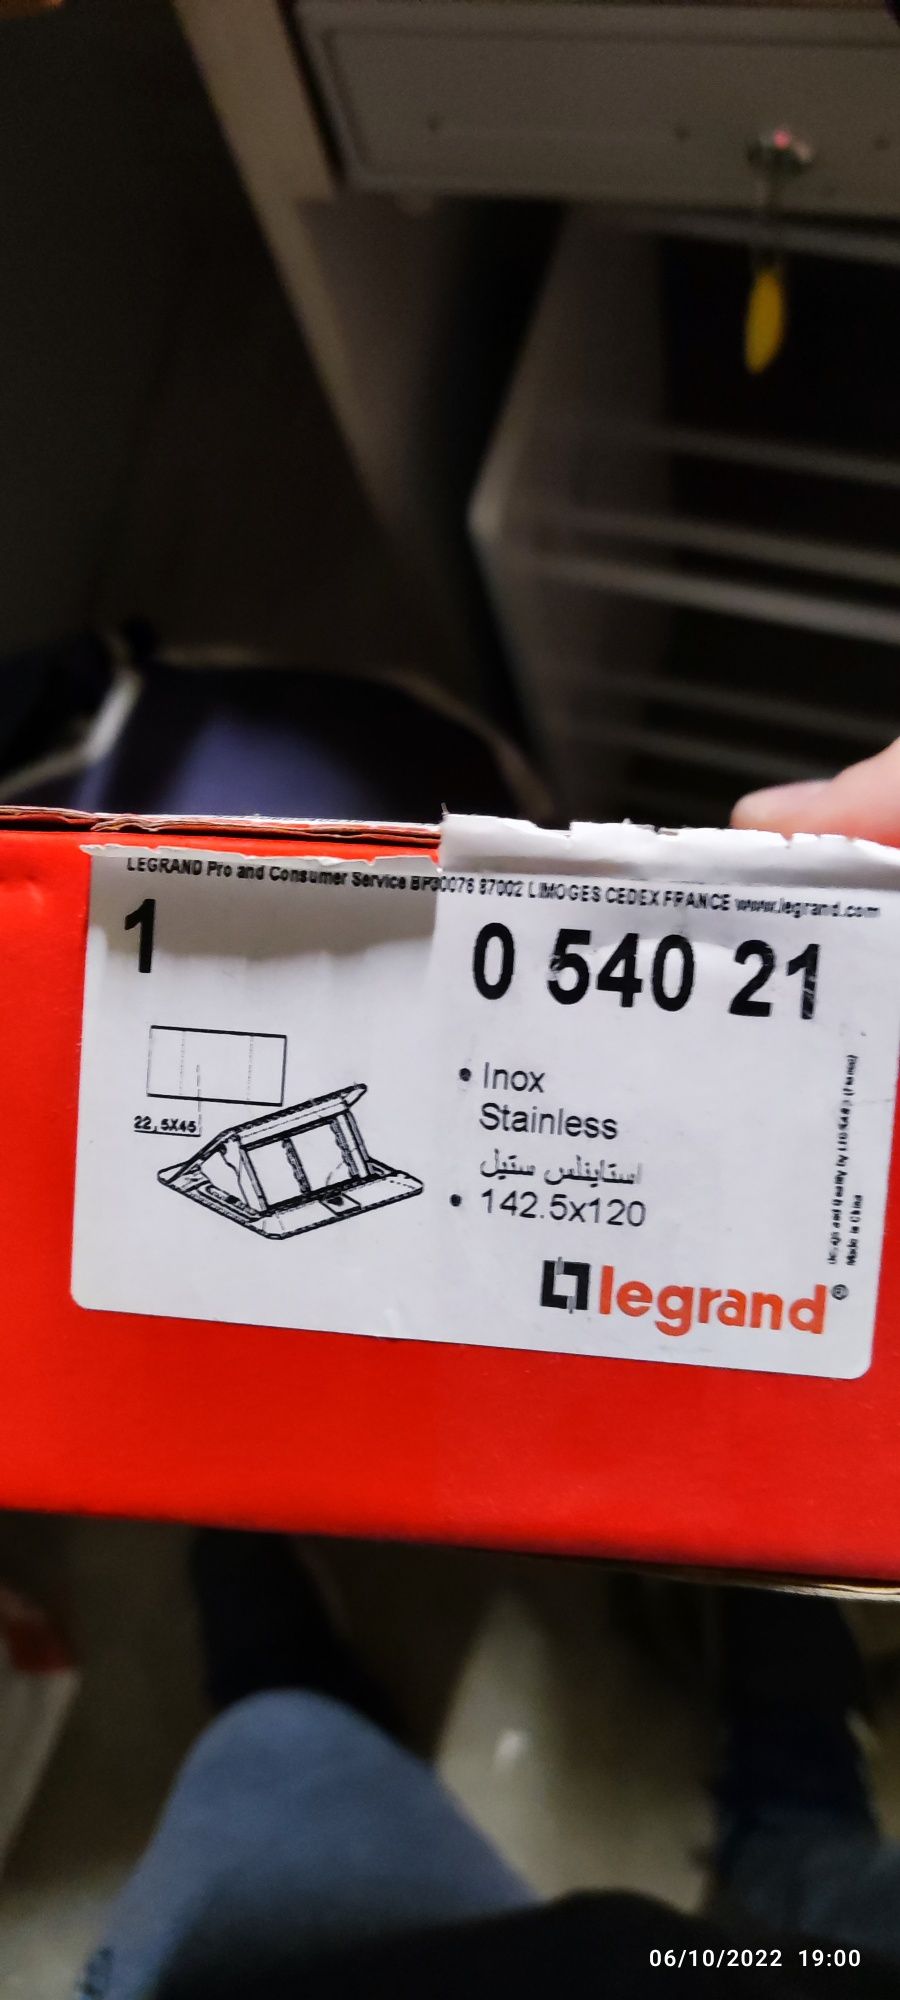 LEGRAND Pro and Consumer Service BP30076 87002 LIMOGES CEDEX FRANCE www.legrand.com
1
0 540 21
22,5X45
• Inox
Stainless
استاينلس ستيل
• 142.5x120
legrand®
Made in China
06/10/2022 19:00